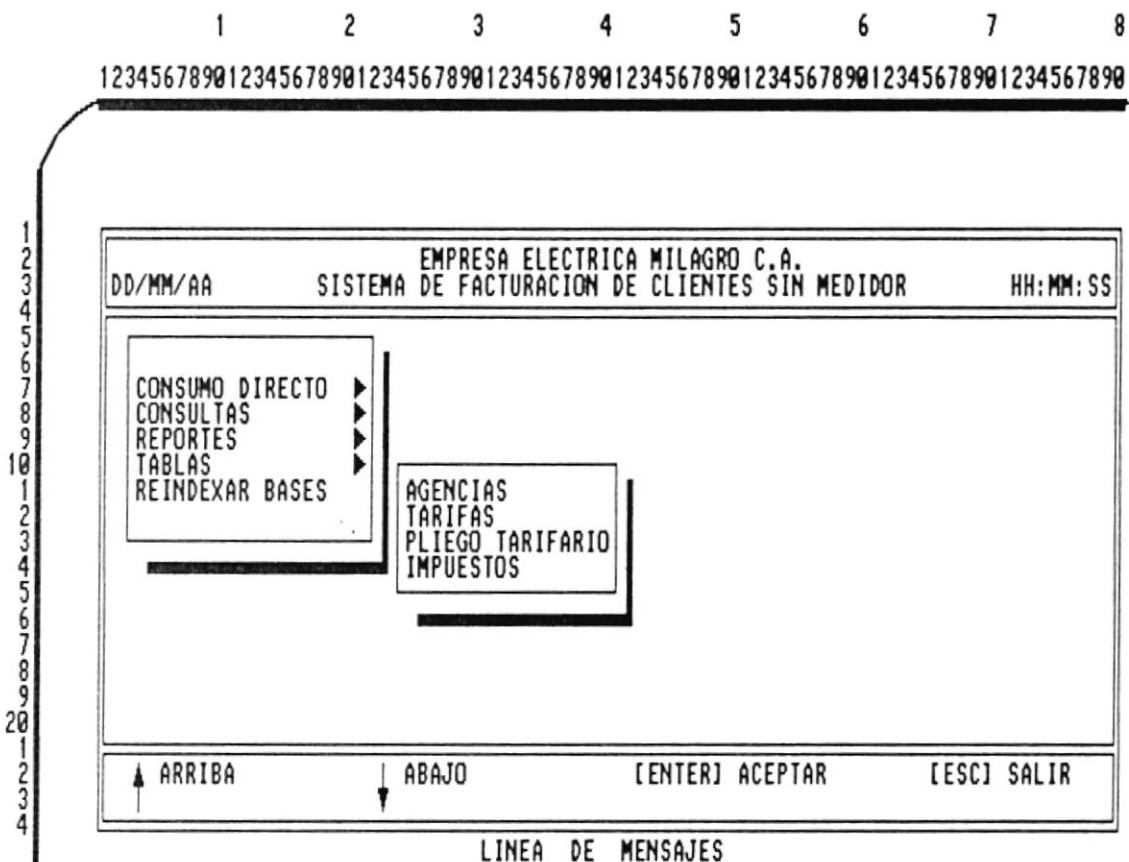 1 2 3 4 5 6 7 8
12345678901234567890123456789012345678901234567890123456789012345678901234567890
1
2 EMPRESA ELECTRICA MILAGRO C.A.
3 DD/MM/AA SISTEMA DE FACTURACION DE CLIENTES SIN MEDIDOR HH:MM:SS
4
5
6
7 CONSUMO DIRECTO
8 CONSULTAS
9 REPORTES
10 TABLAS
1 REINDEXAR BASES AGENCIAS
2 TARIFAS
3 PLIEGO TARIFARIO
4 IMPUESTOS
5
6
7
8
9
20
1
2 ARRIBA ABAJO [ENTER] ACEPTAR [ESC] SALIR
3
4
LINEA DE MENSAJES